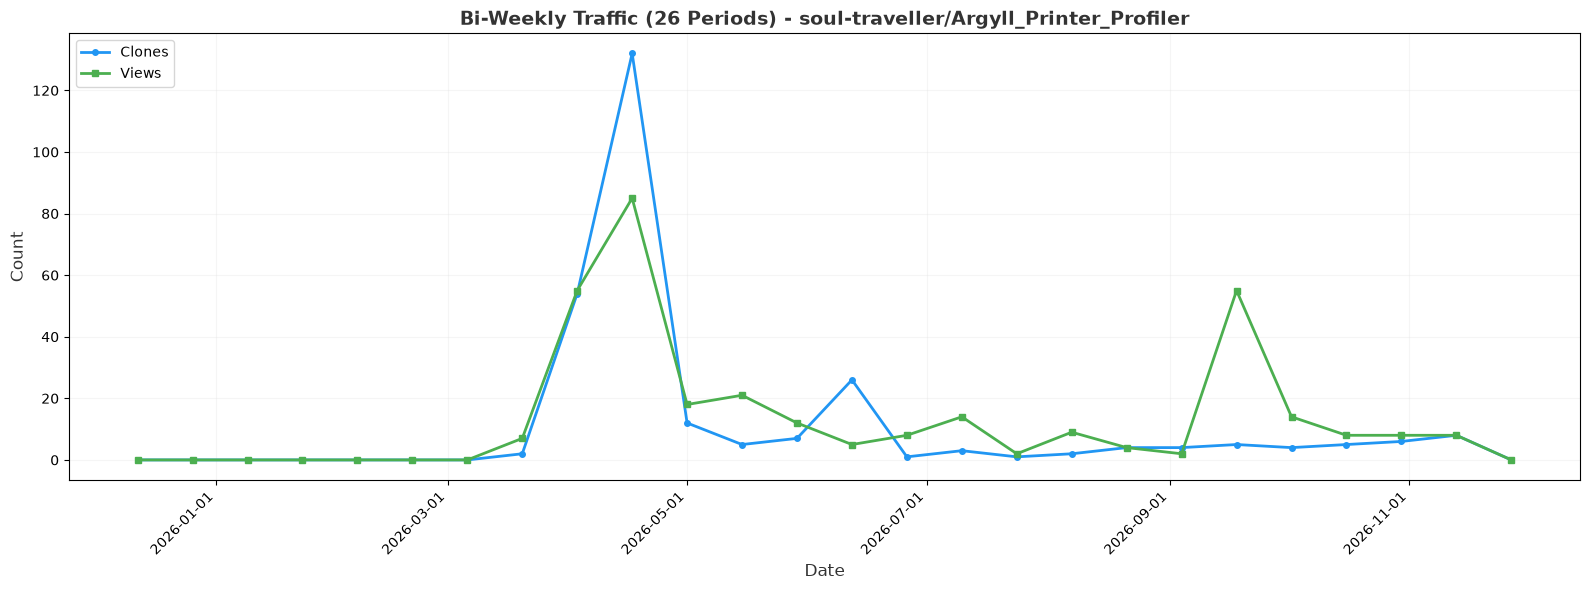 Bi-Weekly Traffic (26 Periods) - soul-traveller/Argyll_Printer_Profiler
Clones
Views
120
100
80
60
40
20
0
Count
2026-01-01
2026-03-01
2026-05-01
2026-07-01
2026-09-01
2026-11-01
Date